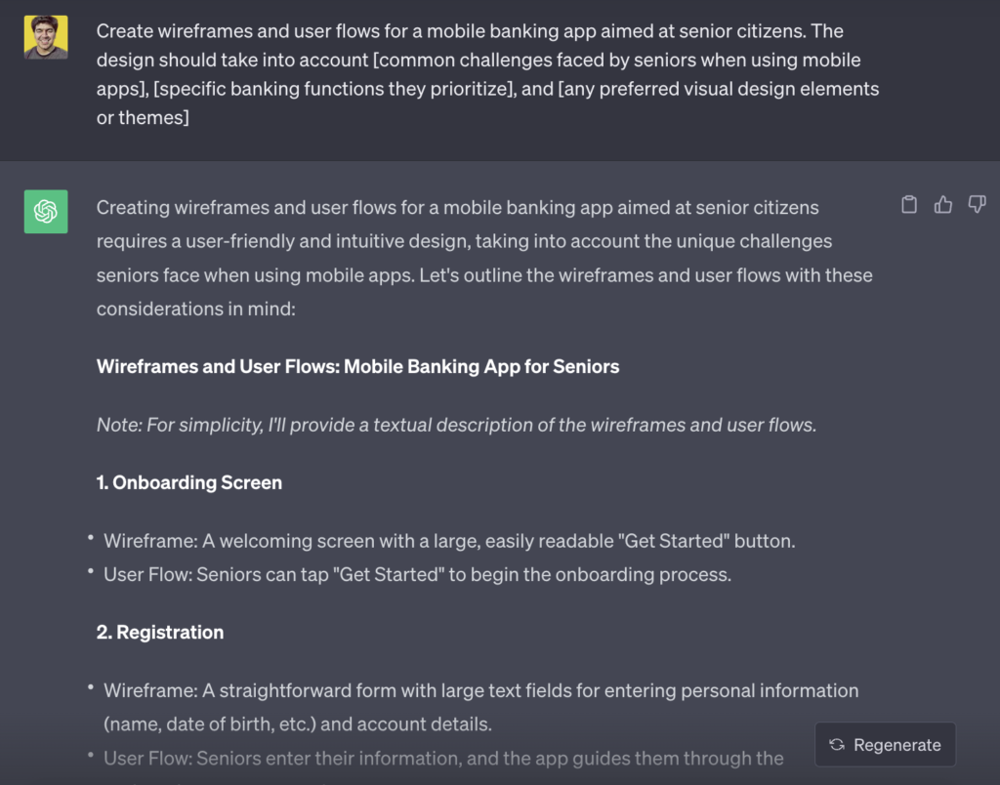 Create wireframes and user flows for a mobile banking app aimed at senior citizens. The
design should take into account [common challenges faced by seniors when using mobile
apps], [specific banking functions they prioritize], and [any preferred visual design elements
or themes]
Creating wireframes and user flows for a mobile banking app aimed at senior citizens
requires a user-friendly and intuitive design, taking into account the unique challenges
seniors face when using mobile apps. Let's outline the wireframes and user flows with these
considerations in mind:
Wireframes and User Flows: Mobile Banking App for Seniors
Note: For simplicity, I'll provide a textual description of the wireframes and user flows.
1. Onboarding Screen
• Wireframe: A welcoming screen with a large, easily readable "Get Started" button.
• User Flow: Seniors can tap "Get Started" to begin the onboarding process.
2. Registration
• Wireframe: A straightforward form with large text fields for entering personal information
(name, date of birth, etc.) and account details.
• User Flow: Seniors enter their information, and the app guides them through the
Regenerate